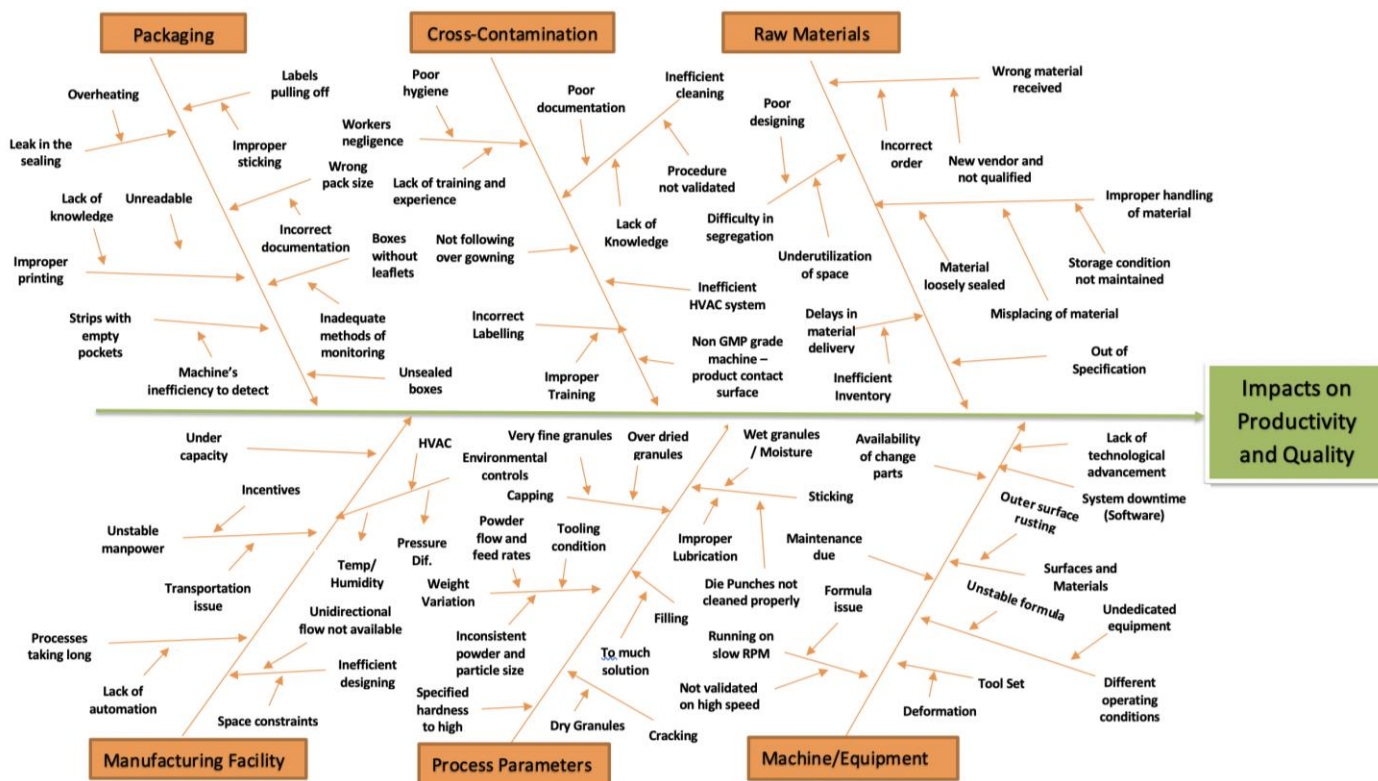 Packaging
Cross-Contamination
Raw Materials
Overheating
Labels
pulling off
Leak in the
sealing
Improper
sticking
Wrong
pack size
Lack of
knowledge
Unreadable
Incorrect
documentation
Improper
printing
Boxes
without
leaflets
Strips with
empty
pockets
Inadequate
methods of
monitoring
Machine's
inefficiency to detect
Unsealed
boxes
Poor
hygiene
Workers
negligence
Lack of training and
experience
Poor
documentation
Inefficient
cleaning
Procedure
not validated
Lack of
Knowledge
Not following
over gowning
Inefficient
HVAC system
Incorrect
Labelling
Improper
Training
Non GMP grade
machine –
product contact
surface
Wrong material
received
Poor
designing
Incorrect
order
New vendor and
not qualified
Difficulty in
segregation
Underutilization
of space
Improper handling
of material
Material
loosely sealed
Storage condition
not maintained
Misplacing of material
Delays in
material
delivery
Inefficient
Inventory
Out of
Specification
Impacts on
Productivity
and Quality
Under
capacity
HVAC
Environmental
controls
Incentives
Unstable
manpower
Transportation
issue
Temp/
Humidity
Pressure
Dif.
Processes
taking long
Lack of
automation
Unidirectional
flow not available
Inefficient
designing
Space constraints
Very fine granules
Over dried
granules
Capping
Wet granules
/ Moisture
Sticking
Powder
flow and
feed rates
Tooling
condition
Improper
Lubrication
Weight
Variation
Die Punches not
cleaned properly
Inconsistent
powder and
particle size
Filling
To much
solution
Specified
hardness
to high
Dry Granules
Cracking
Availability
of change
parts
Lack of
technological
advancement
System downtime
(Software)
Outer surface
rusting
Maintenance
due
Surfaces and
Materials
Formula
issue
Unstable formula
Undedicated
equipment
Running on
slow RPM
Not validated
on high speed
Tool Set
Deformation
Different
operating
conditions
Manufacturing Facility
Process Parameters
Machine/Equipment